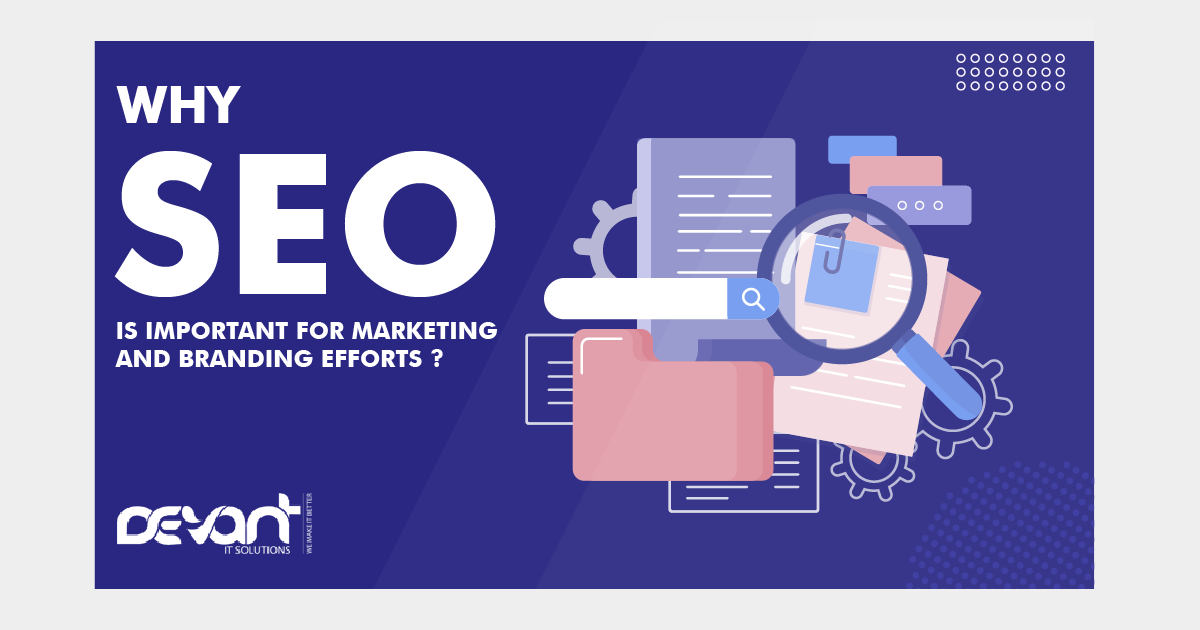 WHY
SEO
IS IMPORTANT FOR MARKETING
AND BRANDING EFFORTS ?
DEVANT
IT SOLUTIONS
WE MAKE IT BETTER